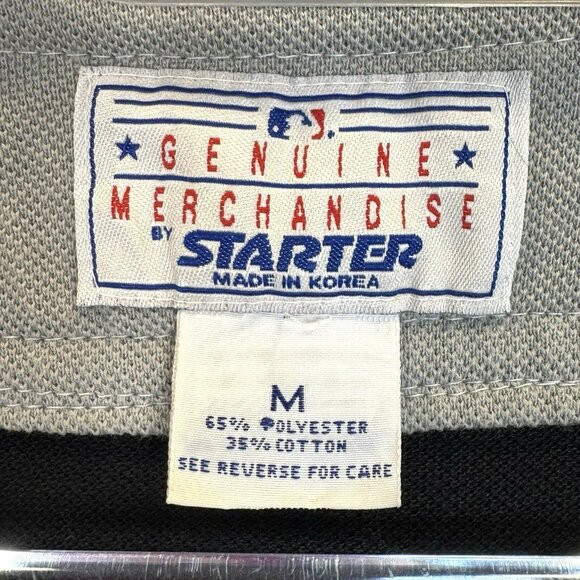 GENUINE
MERCHANDISE
BY STARTER
MADE IN KOREA
M
65% POLYESTER
35% COTTON
SEE REVERSE FOR CARE